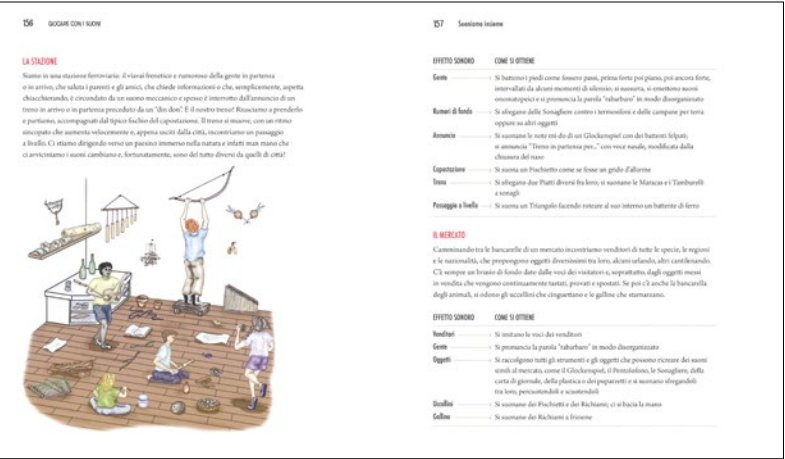 156 GIOCARE CON I SUONI
LA STAZIONE
Siamo in una stazione ferroviaria: il viavai frenetico e rumoroso della gente in partenza
o in arrivo, che saluta i parenti e gli amici, che chiede informazioni o che, semplicemente, aspetta
chiacchierando, è circondato da un suono meccanico e spesso è interrotto dall'annuncio di un
treno in arrivo o in partenza preceduto da un "din don". È il nostro treno! Riusciamo a prenderlo
e partiamo, accompagnati dal tipico fischio del capostazione. Il treno si muove, con un ritmo
sincopato che aumenta velocemente e, appena usciti dalla città, incontriamo un passaggio
a livello. Ci stiamo dirigendo verso un paesino immerso nella natura e infatti man mano che
ci avviciniamo i suoni cambiano e, fortunatamente, sono del tutto diversi da quelli di città!
157 Suoniamo insieme
EFFETTO SONORO COME SI OTTIENE
Gente Si battono i piedi come fossero passi, prima forte poi piano, poi ancora forte,
intervallati da alcuni momenti di silenzio; si sussurra, si emettono suoni
onomatopeici e si pronuncia la parola "rabarbaro" in modo disorganizzato
Rumori di fondo Si sfregano delle Sonagliere contro i termosifoni e delle campane per terra
oppure su altri oggetti
Annuncio Si suonano le note mi-do di un Glockenspiel con dei battenti felpati;
si annuncia "Treno in partenza per..." con voce nasale, modificata dalla
chiusura del naso
Capostazione Si suona un Fischietto come se fosse un grido d'allarme
Treno Si sfregano due Piatti diversi fra loro; si suonano le Maracas e i Tamburelli
a sonagli
Passaggio a livello Si suona un Triangolo facendo roteare al suo interno un battente di ferro
IL MERCATO
Camminando tra le bancarelle di un mercato incontriamo venditori di tutte le specie, le regioni
e le nazionalità, che propongono oggetti diversissimi tra loro, alcuni urlando, altri cantilenando.
C'è sempre un brusio di fondo dato dalle voci dei visitatori e, soprattutto, dagli oggetti messi
in vendita che vengono continuamente tastati, provati e spostati. Se poi c'è anche la bancarella
degli animali, si odono gli uccellini che cinguettano e le galline che starnazzano.
EFFETTO SONORO COME SI OTTIENE
Venditori Si imitano le voci dei venditori
Gente Si pronuncia la parola "rabarbaro" in modo disorganizzato
Oggetti Si raccolgono tutti gli strumenti e gli oggetti che possono ricreare dei suoni
simili al mercato, come il Glockenspiel, il Pentolofono, le Sonagliere, della
carta di giornale, della plastica o dei pupazzetti e si suonano sfregandoli
fra loro, percuotendoli e scuotendoli
Uccellini Si suonano dei Fischietti e dei Richiami; ci si bacia la mano
Galline Si suonano dei Richiami a frizione